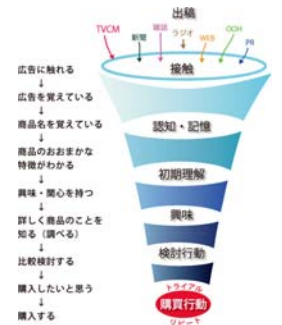 出稿
TVCM
新聞
雑誌
ラジオ
WEB
OOH
PR
接触
認知・記憶
初期理解
興味
検討行動
トライアル
購買行動
リピート
広告に触れる
↓
広告を覚えている
↓
商品名を覚えている
↓
商品のおおまかな
特徴がわかる
↓
興味・関心を持つ
↓
詳しく商品のことを
知る（調べる）
↓
比較検討する
↓
購入したいと思う
↓
購入する